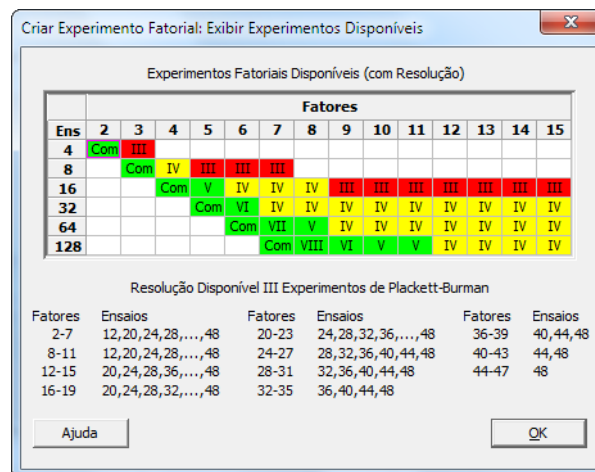 Criar Experimento Fatorial: Exibir Experimentos Disponíveis
Experimentos Fatoriais Disponíveis (com Resolução)
Fatores
Ens 2 3 4 5 6 7 8 9 10 11 12 13 14 15
4 Com III
8 Com IV III III III
16 Com V IV IV IV III III III III III III III
32 Com VI IV IV IV IV IV IV IV IV IV
64 Com VII V IV IV IV IV IV IV IV
128 Com VIII VI V V IV IV IV IV
Resolução Disponível III Experimentos de Plackett-Burman
Fatores Ensaios Fatores Ensaios Fatores Ensaios
2-7 12,20,24,28,...,48 20-23 24,28,32,36,...,48 36-39 40,44,48
8-11 12,20,24,28,...,48 24-27 28,32,36,40,44,48 40-43 44,48
12-15 20,24,28,36,...,48 28-31 32,36,40,44,48 44-47 48
16-19 20,24,28,32,...,48 32-35 36,40,44,48
Ajuda OK